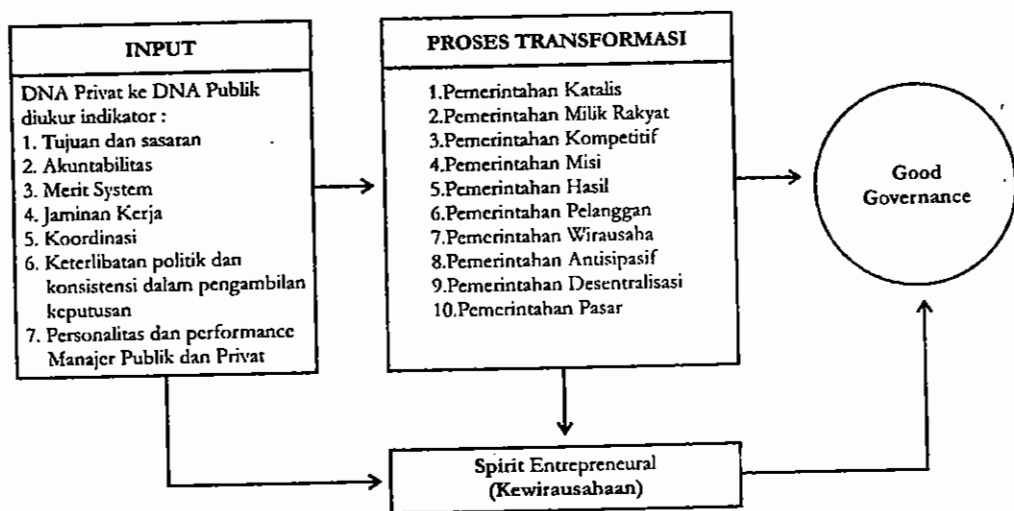 INPUT
DNA Privat ke DNA Publik
diukur indikator :
1. Tujuan dan sasaran
2. Akuntabilitas
3. Merit System
4. Jaminan Kerja
5. Koordinasi
6. Keterlibatan politik dan
konsistensi dalam pengambilan
keputusan
7. Personalitas dan performance
Manajer Publik dan Privat
PROSES TRANSFORMASI
1.Pemerintahan Katalis
2.Pemerintahan Milik Rakyat
3.Pemerintahan Kompetitif
4.Pemerintahan Misi
5.Pemerintahan Hasil
6.Pemerintahan Pelanggan
7.Pemerintahan Wirausaha
8.Pemerintahan Antisipasif
9.Pemerintahan Desentralisasi
10.Pemerintahan Pasar
Good
Governance
Spirit Entrepreneural
(Kewirausahaan)